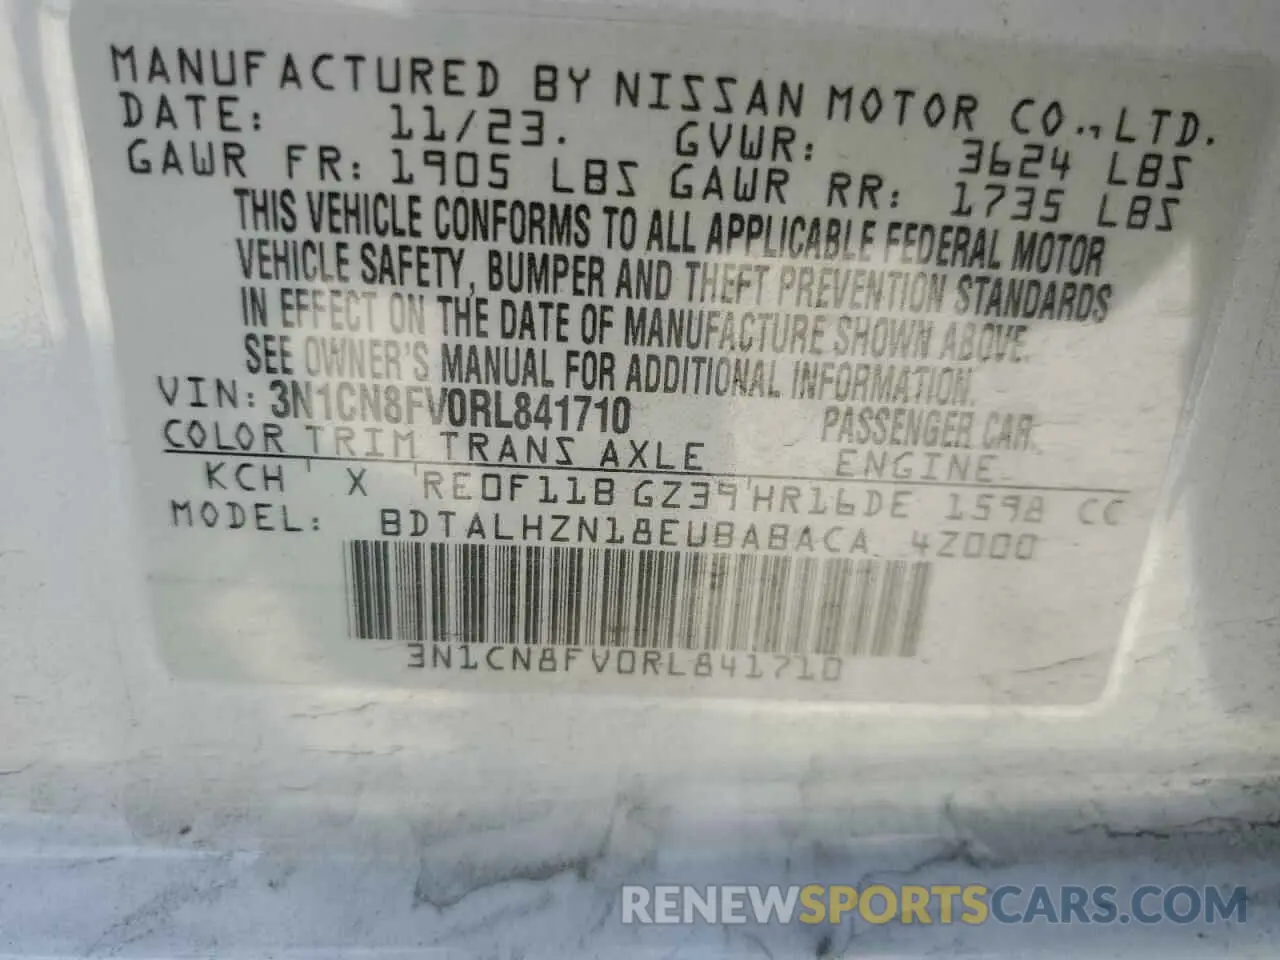 MANUFACTURED BY NISSAN MOTOR CO., LTD.
DATE: 11/23. GVWR: 3624 LBS
GAWR FR: 1905 LBS GAWR RR: 1735 LBS
THIS VEHICLE CONFORMS TO ALL APPLICABLE FEDERAL MOTOR
VEHICLE SAFETY, BUMPER AND THEFT PREVENTION STANDARDS
IN EFFECT ON THE DATE OF MANUFACTURE SHOWN ABOVE.
SEE OWNER'S MANUAL FOR ADDITIONAL INFORMATION.
VIN: 3N1CN8FV0RL841710 PASSENGER CAR
COLOR TRIM TRANS AXLE ENGINE
KCH X RE0F11B GZ39 HR16DE 1598 CC
MODEL: BDTALHZN18EUBABACA 4Z000
3N1CN8FV0RL841710
RENEWSPORTSCARS.COM